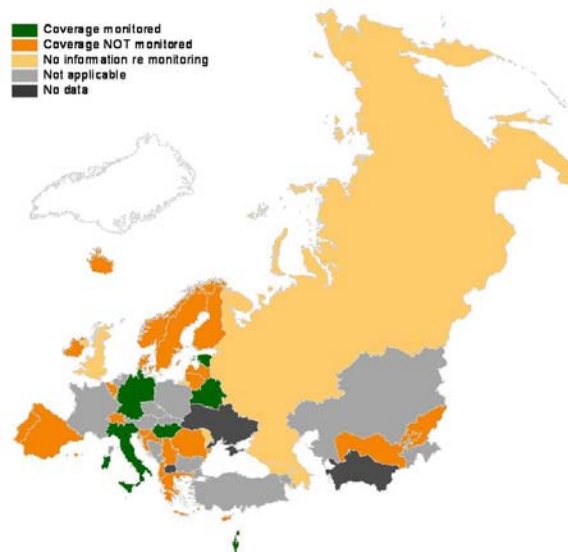 Coverage monitored
Coverage NOT monitored
No information re monitoring
Not applicable
No data